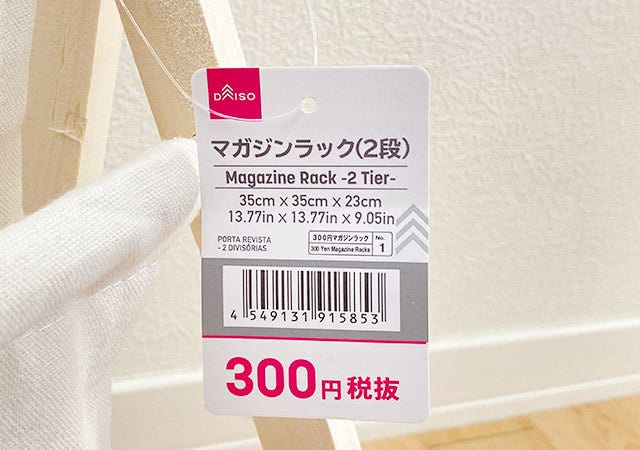 DAISO
マガジンラック(2段)
Magazine Rack -2 Tier-
35cm x 35cm x 23cm
13.77in x 13.77in x 9.05in
PORTA REVISTA
- 2 DIVISÓRIAS
300円マガジンラック
300 Yen Magazine Racks
No.
1
4 549131 915853
300円税抜